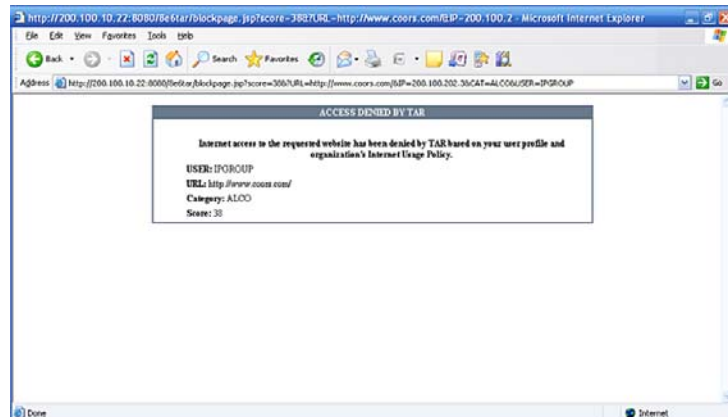 http://200.100.10.22:8080/8e6tar/blockpage.jsp?score=38&URL=http://www.coors.com/&IP=200.100.2 - Microsoft Internet Explorer
File Edit View Favorites Tools Help
Back Search Favorites
Address http://200.100.10.22:8080/8e6tar/blockpage.jsp?score=38&URL=http://www.coors.com/&IP=200.100.202.38&CAT=ALCO&USER=IPGROUP Go
ACCESS DENIED BY TAR
Internet access to the requested website has been denied by TAR based on your user profile and
organization's Internet Usage Policy.
USER: IPGROUP
URL: http://www.coors.com/
Category: ALCO
Score: 38
Done Internet